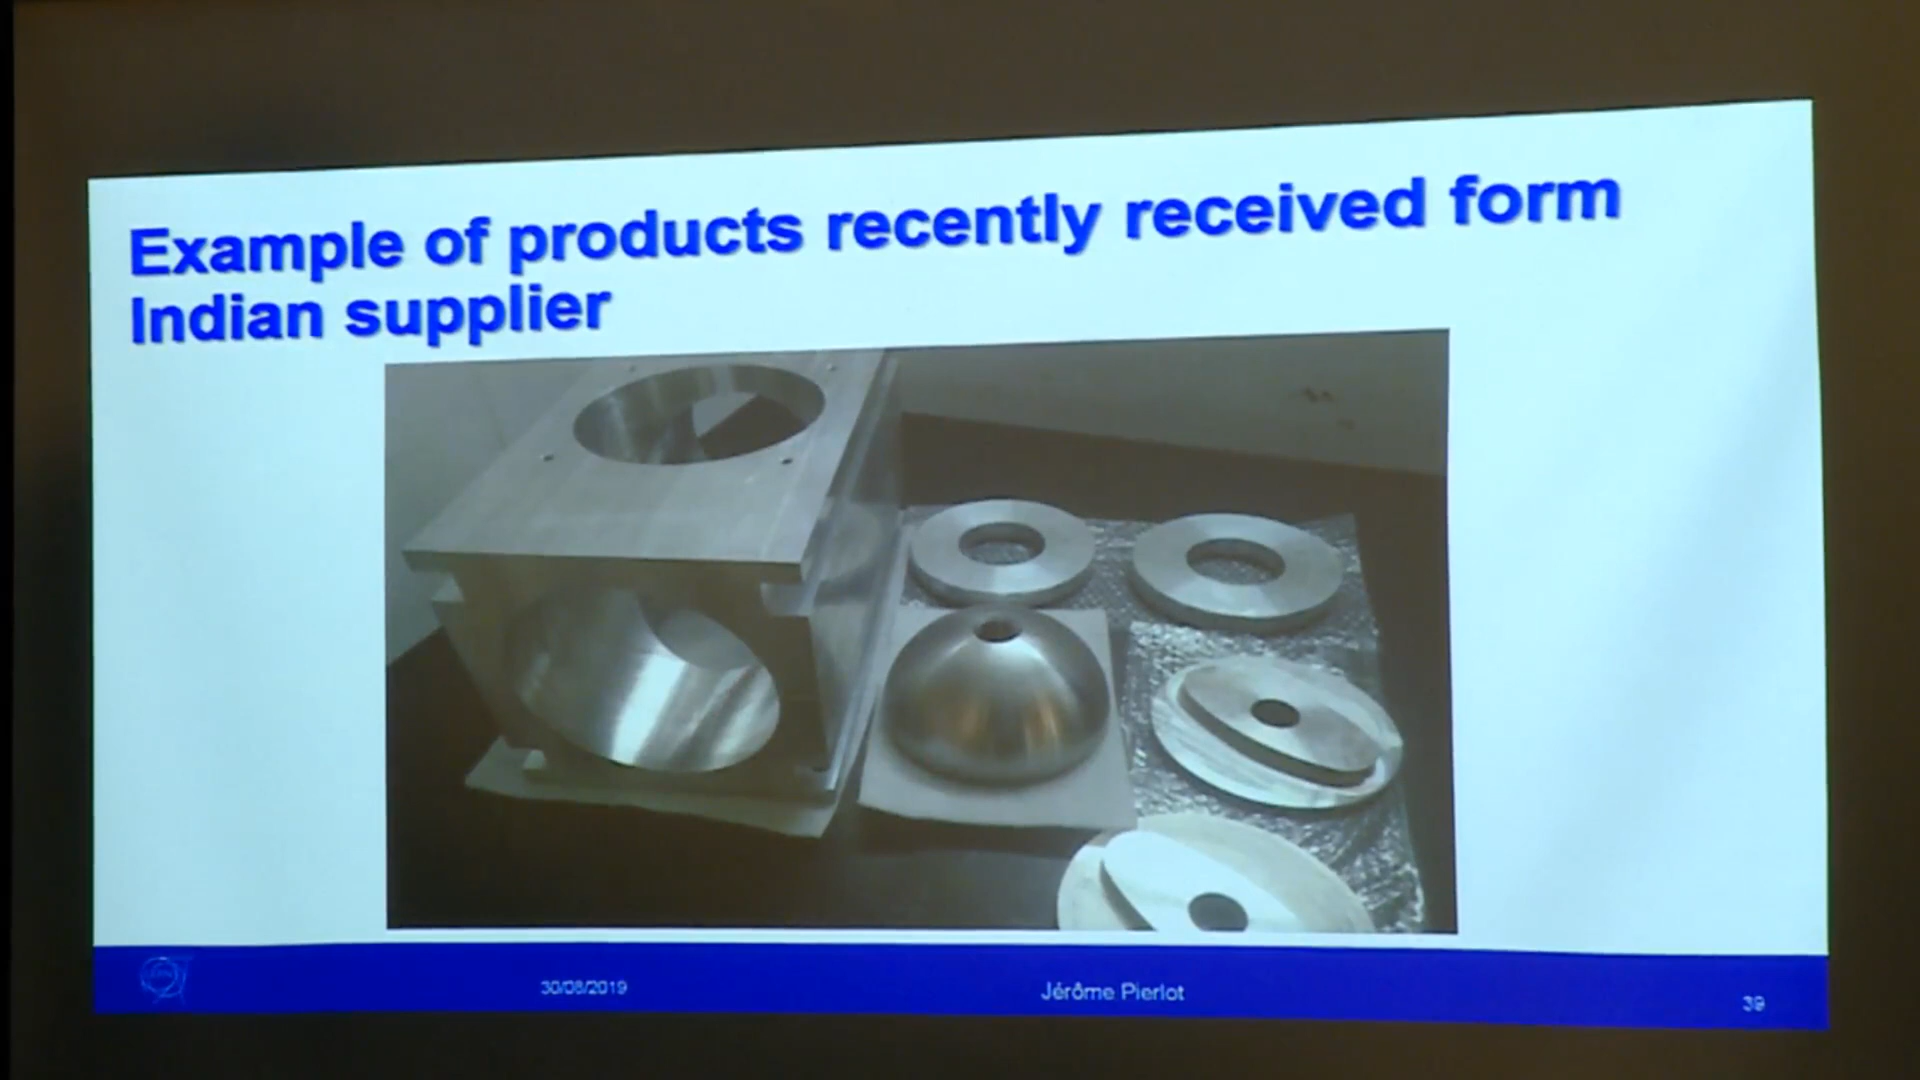 Example of products recently received form
Indian supplier
30/08/2019
Jérôme Pierlot
39